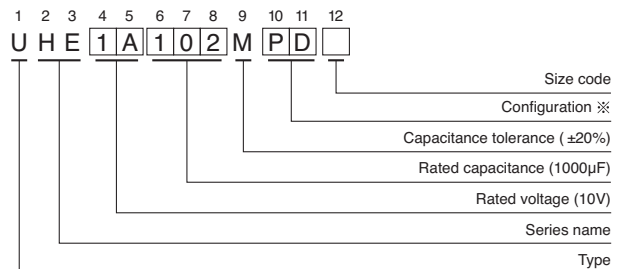 1 2 3 4 5 6 7 8 9 10 11 12
U H E 1 A 1 0 2 M P D
Size code
Configuration ※
Capacitance tolerance ( ±20%)
Rated capacitance (1000µF)
Rated voltage (10V)
Series name
Type